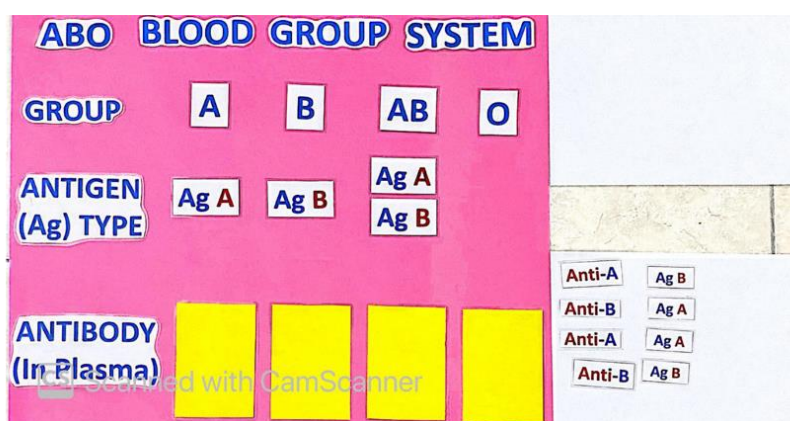 ABO BLOOD GROUP SYSTEM
GROUP A B AB O
ANTIGEN (Ag) TYPE
Ag A
Ag B
Ag A
Ag B
ANTIBODY
(In Plasma)
CS Scanned with CamScanner
Anti-A Ag B
Anti-B Ag A
Anti-A Ag A
Anti-B Ag B